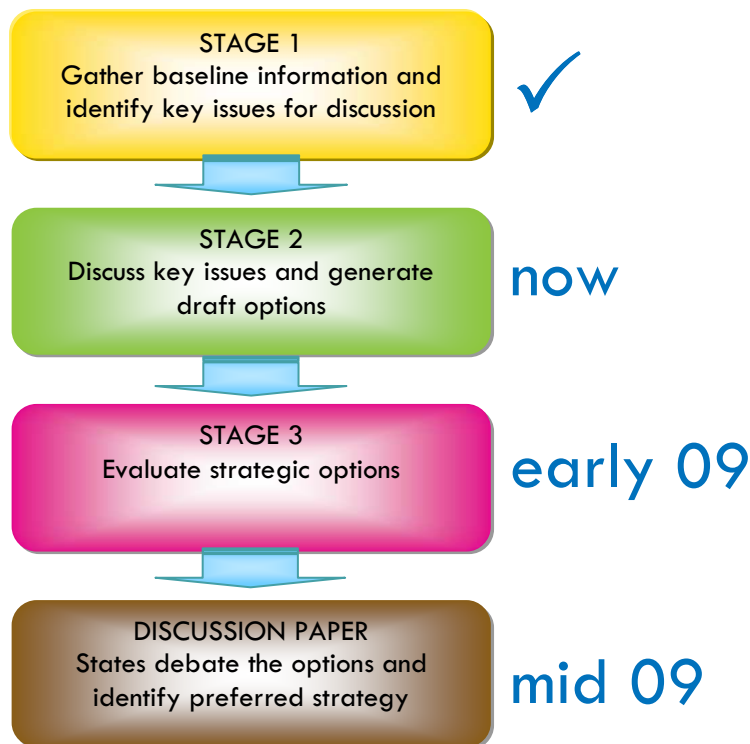 STAGE 1
Gather baseline information and
identify key issues for discussion
✓
STAGE 2
Discuss key issues and generate
draft options
now
STAGE 3
Evaluate strategic options
early 09
DISCUSSION PAPER
States debate the options and
identify preferred strategy
mid 09